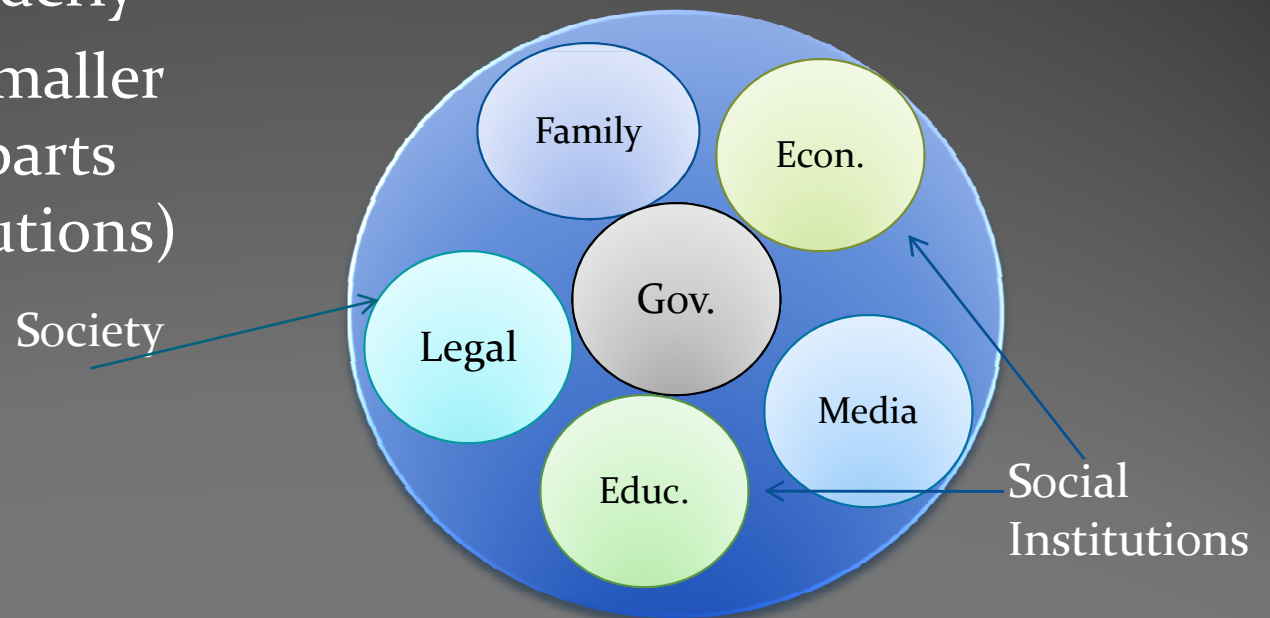 maller
parts
utions)
Society
Family
Econ.
Gov.
Legal
Media
Educ.
Social
Institutions